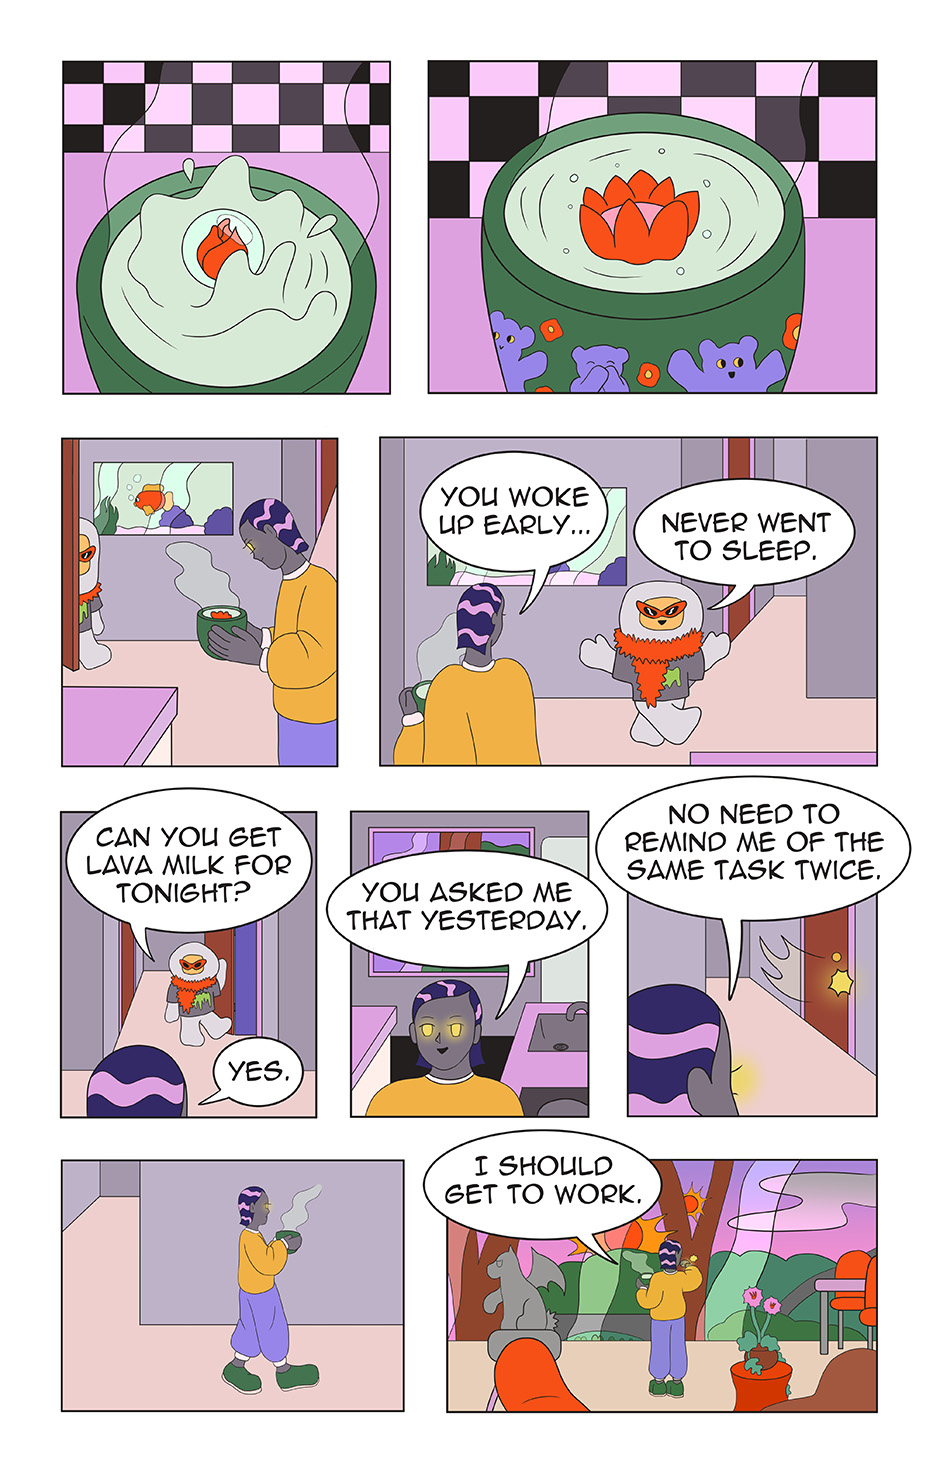 YOU WOKE
UP EARLY...
NEVER WENT
TO SLEEP.
CAN YOU GET
LAVA MILK FOR
TONIGHT?
YES.
YOU ASKED ME
THAT YESTERDAY.
NO NEED TO
REMIND ME OF THE
SAME TASK TWICE.
I SHOULD
GET TO WORK.